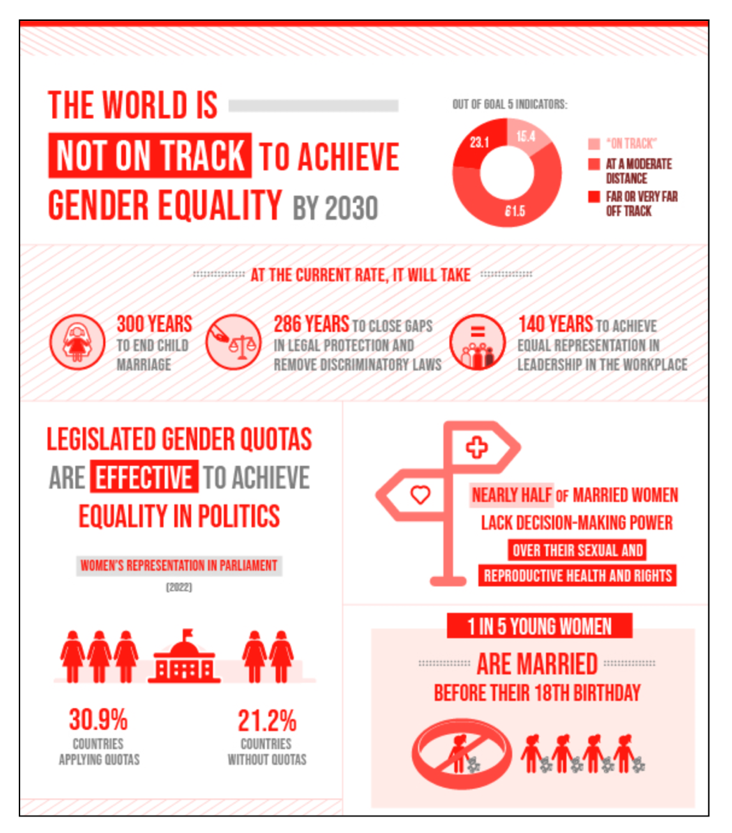 THE WORLD IS
NOT ON TRACK TO ACHIEVE
GENDER EQUALITY BY 2030
OUT OF GOAL 5 INDICATORS:
23.1
15.4
61.5
"ON TRACK"
AT A MODERATE
DISTANCE
FAR OR VERY FAR
OFF TRACK
AT THE CURRENT RATE, IT WILL TAKE
300 YEARS
TO END CHILD
MARRIAGE
286 YEARS TO CLOSE GAPS
IN LEGAL PROTECTION AND
REMOVE DISCRIMINATORY LAWS
140 YEARS TO ACHIEVE
EQUAL REPRESENTATION IN
LEADERSHIP IN THE WORKPLACE
LEGISLATED GENDER QUOTAS
ARE EFFECTIVE TO ACHIEVE
EQUALITY IN POLITICS
WOMEN'S REPRESENTATION IN PARLIAMENT
(2022)
30.9%
COUNTRIES
APPLYING QUOTAS
21.2%
COUNTRIES
WITHOUT QUOTAS
NEARLY HALF OF MARRIED WOMEN
LACK DECISION-MAKING POWER
OVER THEIR SEXUAL AND
REPRODUCTIVE HEALTH AND RIGHTS
1 IN 5 YOUNG WOMEN
ARE MARRIED
BEFORE THEIR 18TH BIRTHDAY